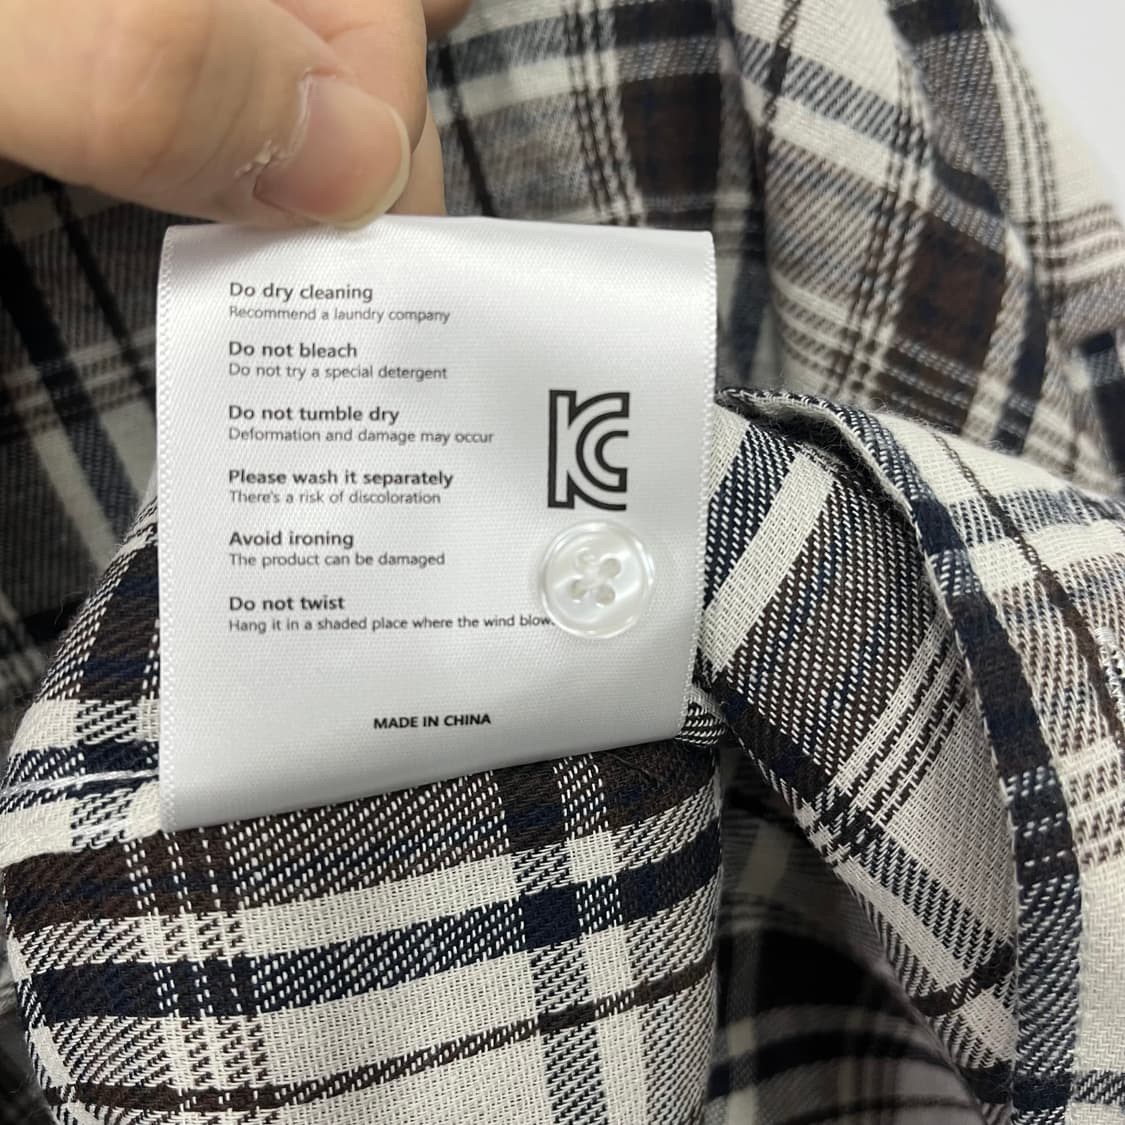 Do dry cleaning
Recommend a laundry company
Do not bleach
Do not try a special detergent
Do not tumble dry
Deformation and damage may occur
Please wash it separately
There's a risk of discoloration
Avoid ironing
The product can be damaged
Do not twist
Hang it in a shaded place where the wind blow
KC
MADE IN CHINA